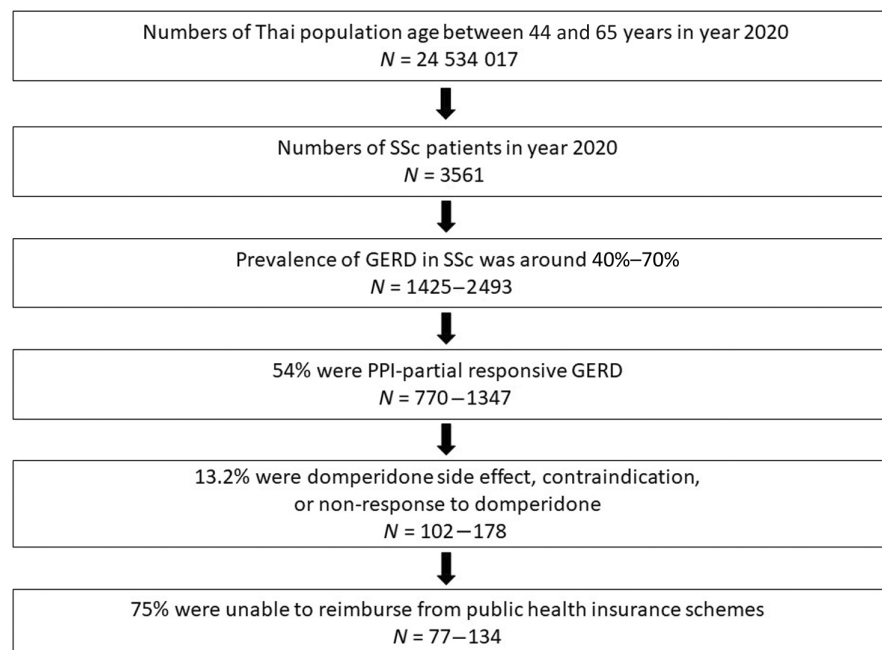 Numbers of Thai population age between 44 and 65 years in year 2020
N = 24 534 017
Numbers of SSc patients in year 2020
N = 3561
Prevalence of GERD in SSc was around 40%–70%
N = 1425–2493
54% were PPI-partial responsive GERD
N = 770–1347
13.2% were domperidone side effect, contraindication,
or non-response to domperidone
N = 102–178
75% were unable to reimburse from public health insurance schemes
N = 77–134